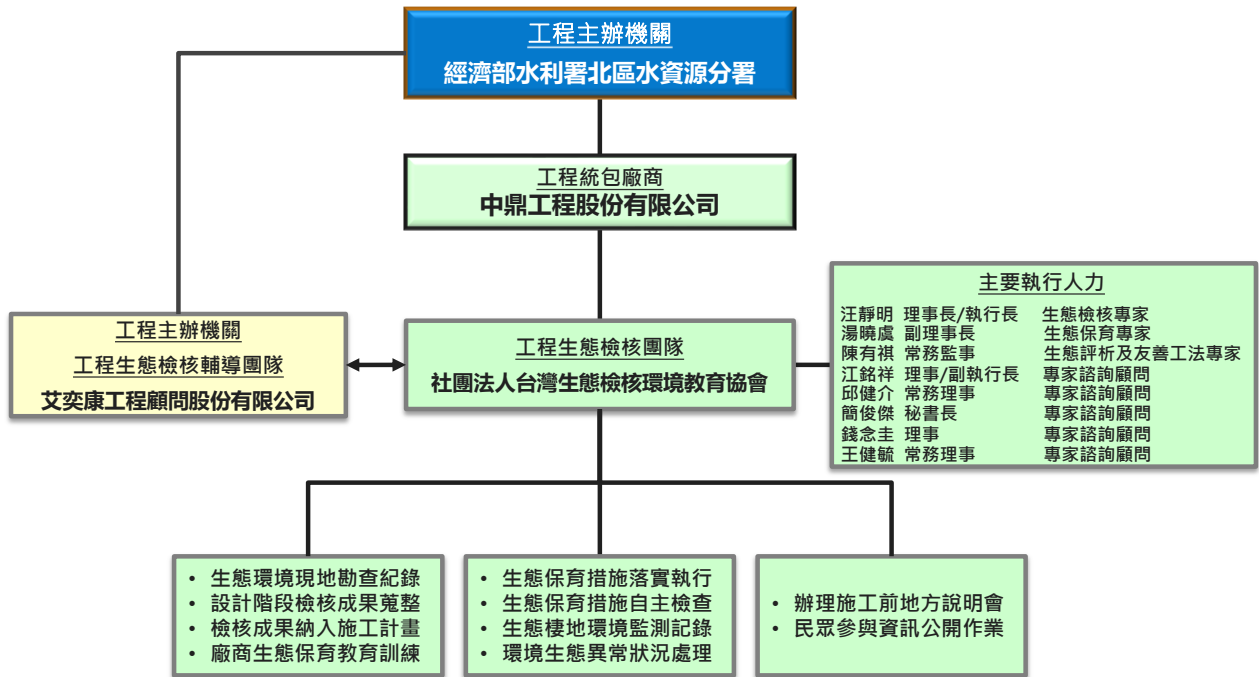 工程主辦機關
經濟部水利署北區水資源分署
工程統包廠商
中鼎工程股份有限公司
工程主辦機關
工程生態檢核輔導團隊
艾奕康工程顧問股份有限公司
工程生態檢核團隊
社團法人台灣生態檢核環境教育協會
主要執行人力
汪靜明 理事長/執行長 生態檢核專家
湯曉虞 副理事長 生態保育專家
陳有祺 常務監事 生態評析及友善工法專家
江銘祥 理事/副執行長 專家諮詢顧問
邱健介 常務理事 專家諮詢顧問
簡俊傑 秘書長 專家諮詢顧問
錢念圭 理事 專家諮詢顧問
王健毓 常務理事 專家諮詢顧問
• 生態環境現地勘查紀錄
• 設計階段檢核成果蒐整
• 檢核成果納入施工計畫
• 廠商生態保育教育訓練
• 生態保育措施落實執行
• 生態保育措施自主檢查
• 生態棲地環境監測記錄
• 環境生態異常狀況處理
• 辦理施工前地方說明會
• 民眾參與資訊公開作業